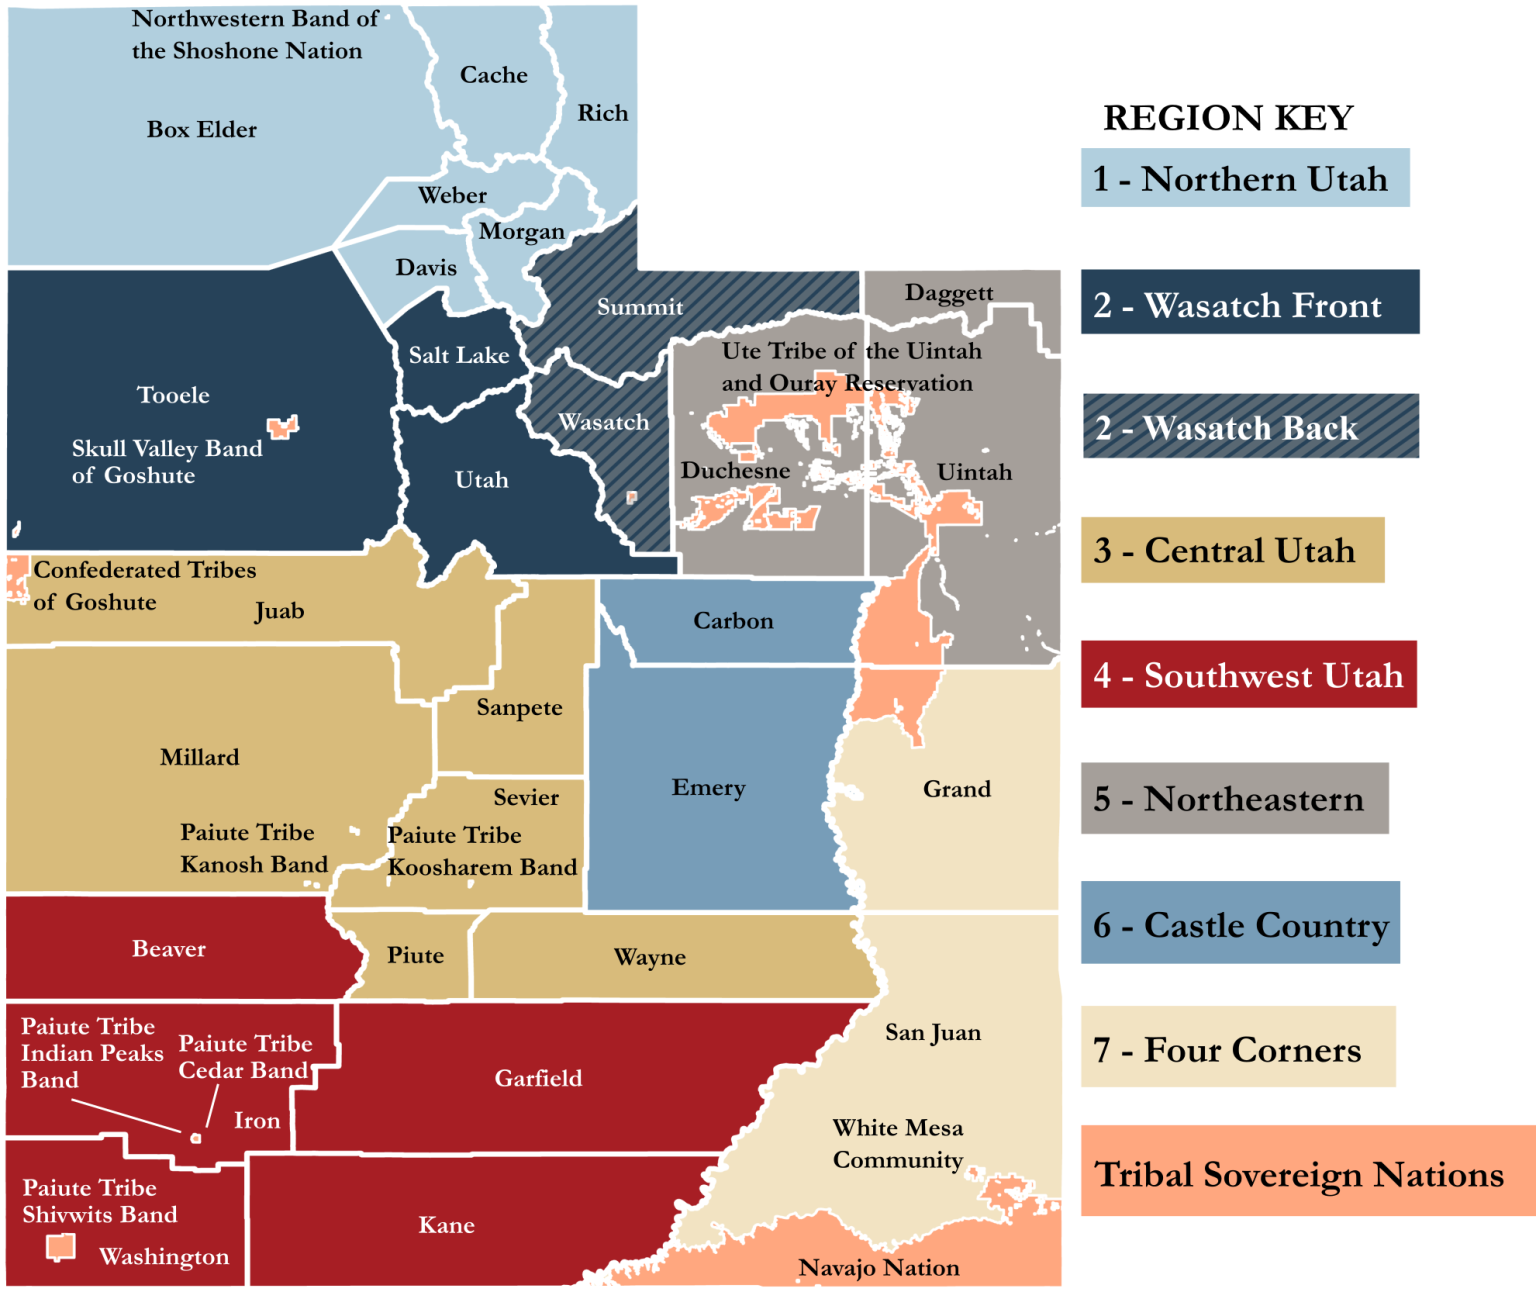 Northwestern Band of
the Shoshone Nation
Cache
Rich
Box Elder
Weber
Morgan
Davis
Summit
Daggett
Salt Lake
Ute Tribe of the Uintah
and Ouray Reservation
Tooele
Wasatch
Skull Valley Band
of Goshute
Utah
Duchesne
Uintah
Confederated Tribes
of Goshute
Juab
Carbon
Sanpete
Millard
Emery
Grand
Sevier
Paiute Tribe
Kanosh Band
Paiute Tribe
Koosharem Band
Beaver
Piute
Wayne
Paiute Tribe
Indian Peaks
Band
Paiute Tribe
Cedar Band
Iron
Garfield
San Juan
White Mesa
Community
Paiute Tribe
Shivwits Band
Washington
Kane
Navajo Nation
REGION KEY
1 - Northern Utah
2 - Wasatch Front
2 - Wasatch Back
3 - Central Utah
4 - Southwest Utah
5 - Northeastern
6 - Castle Country
7 - Four Corners
Tribal Sovereign Nations